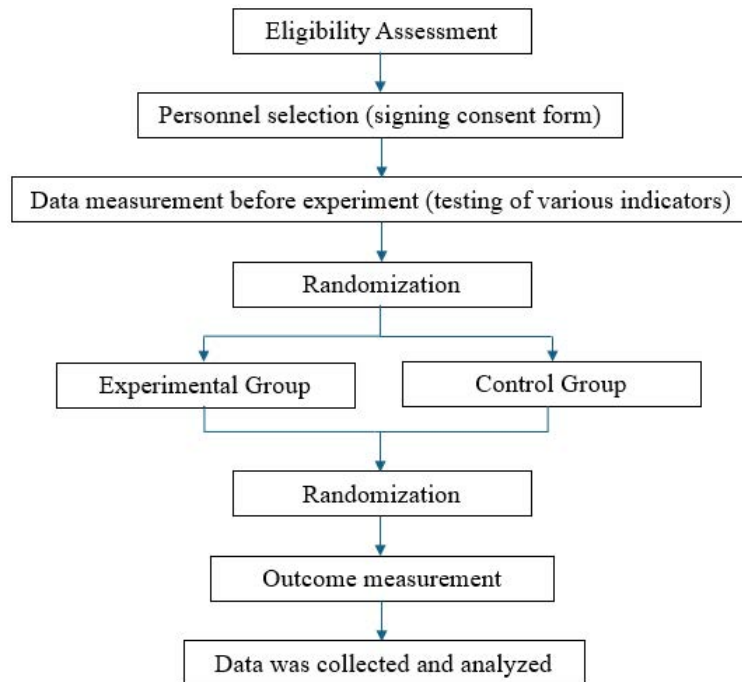 Eligibility Assessment
Personnel selection (signing consent form)
Data measurement before experiment (testing of various indicators)
Randomization
Experimental Group
Control Group
Randomization
Outcome measurement
Data was collected and analyzed